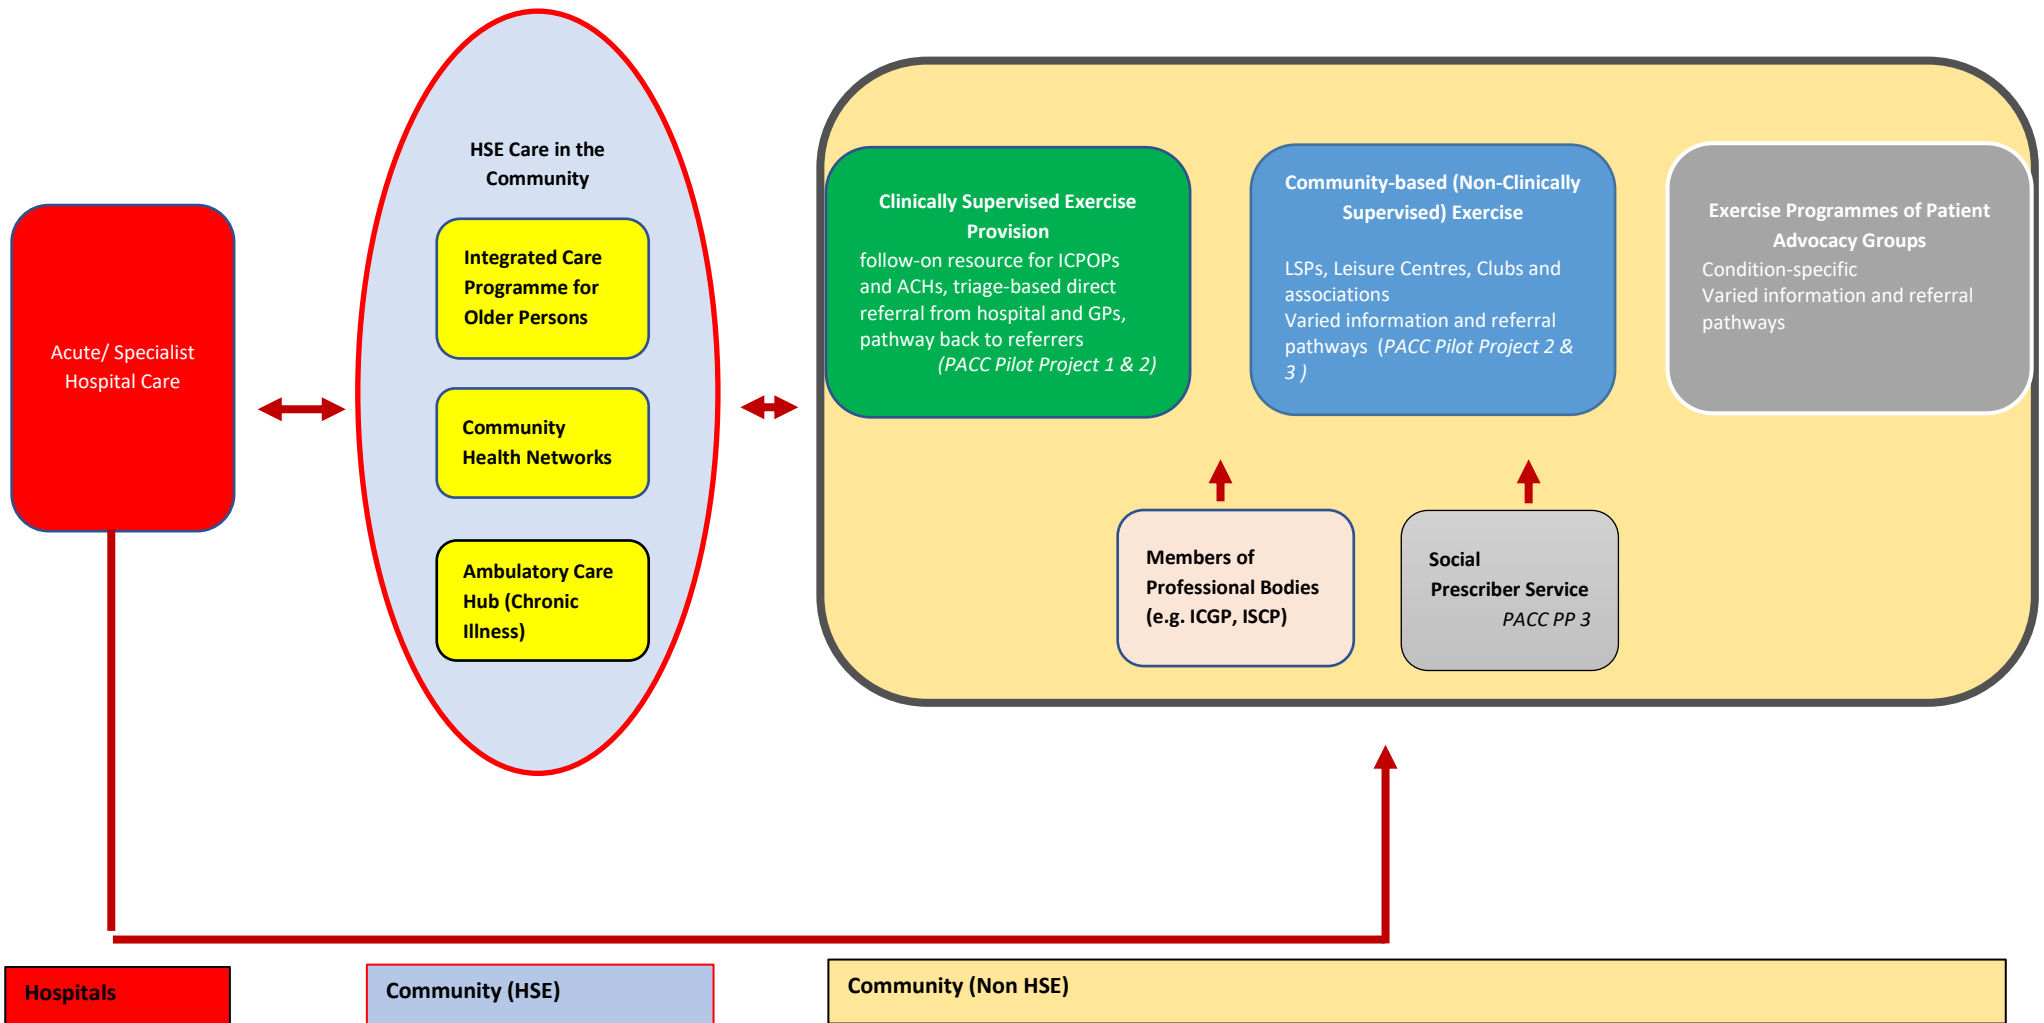 Acute/ Specialist
Hospital Care
HSE Care in the
Community
Integrated Care
Programme for
Older Persons
Community
Health Networks
Ambulatory Care
Hub (Chronic
Illness)
Clinically Supervised Exercise
Provision
follow-on resource for ICPOPs
and ACHs, triage-based direct
referral from hospital and GPs,
pathway back to referrers
(PACC Pilot Project 1 & 2)
Community-based (Non-Clinically
Supervised) Exercise
LSPs, Leisure Centres, Clubs and
associations
Varied information and referral
pathways (PACC Pilot Project 2 &
3 )
Exercise Programmes of Patient
Advocacy Groups
Condition-specific
Varied information and referral
pathways
Members of
Professional Bodies
(e.g. ICGP, ISCP)
Social
Prescriber Service
PACC PP 3
Hospitals
Community (HSE)
Community (Non HSE)